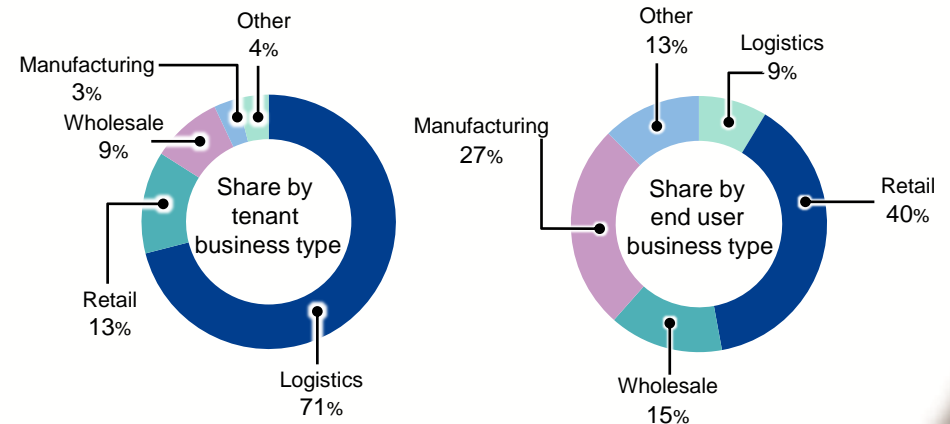 Other
4%
Manufacturing
3%
Wholesale
9%
Share by
tenant
business type
Retail
13%
Logistics
71%
Other
13%
Logistics
9%
Manufacturing
27%
Share by
end user
business type
Retail
40%
Wholesale
15%